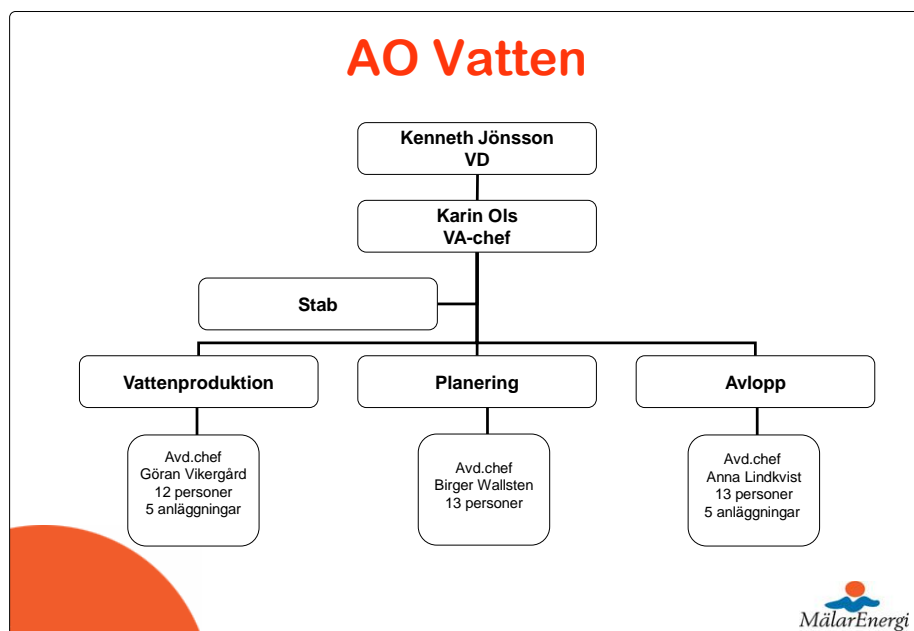 AO Vatten
Kenneth Jönsson
VD
Karin Ols
VA-chef
Stab
Vattenproduktion
Planering
Avlopp
Avd.chef
Göran Vikergård
12 personer
5 anläggningar
Avd.chef
Birger Wallsten
13 personer
Avd.chef
Anna Lindkvist
13 personer
5 anläggningar
MälarEnergi